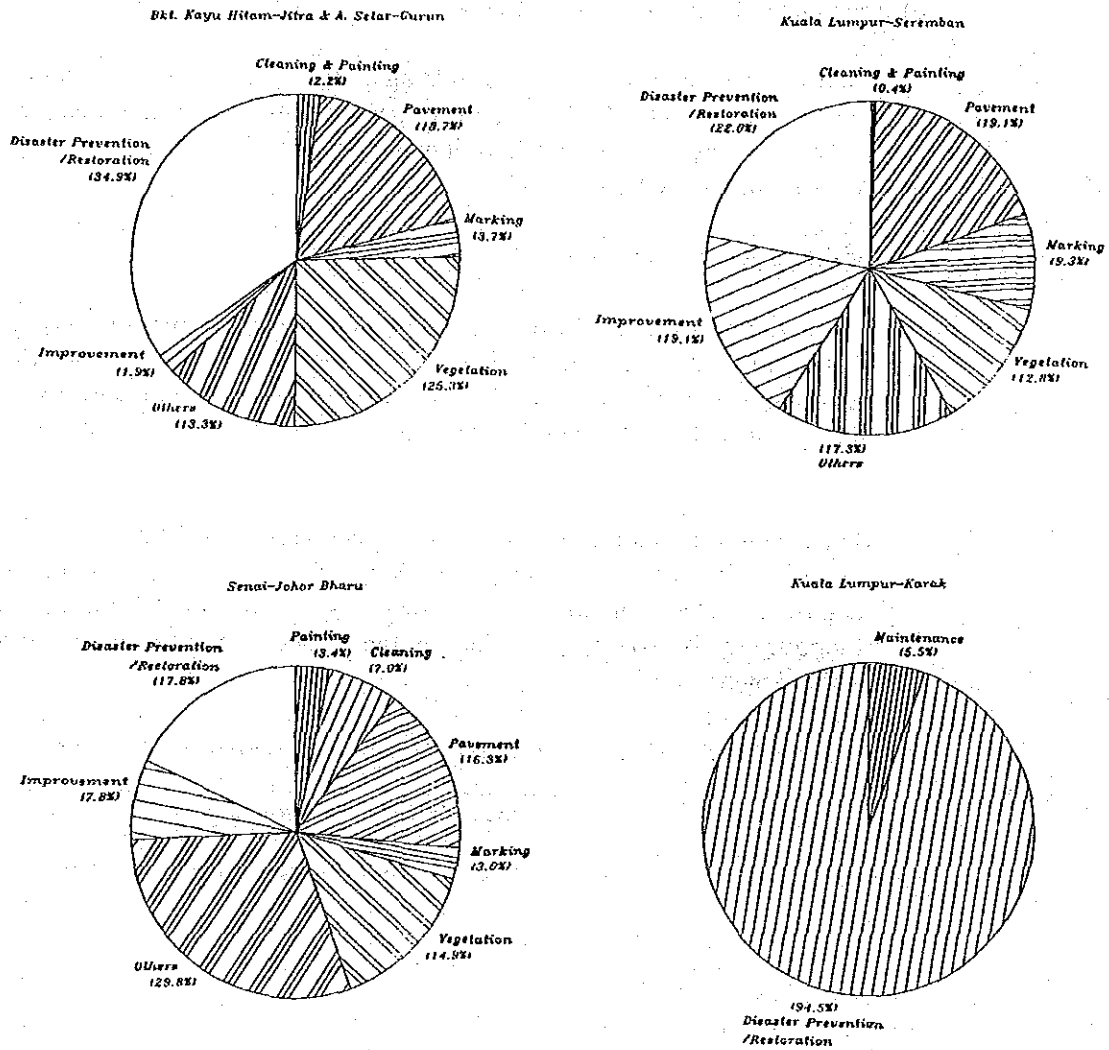 Bkt. Kayu Hitam-Jitra & A. Setar-Gurun
Cleaning & Painting
(2.2%)
Pavement
(18.7%)
Marking
(3.7%)
Vegetation
(25.3%)
Others
(13.3%)
Improvement
(1.9%)
Disaster Prevention
/Restoration
(34.9%)
Kuala Lumpur-Seremban
Cleaning & Painting
(0.4%)
Pavement
(19.1%)
Marking
(9.3%)
Vegetation
(12.8%)
(17.3%)
Others
Improvement
(19.1%)
Disaster Prevention
/Restoration
(22.0%)
Senai-Johor Bharu
Painting
(3.4%)
Cleaning
(7.0%)
Pavement
(16.3%)
Marking
(3.0%)
Vegetation
(14.9%)
Others
(29.8%)
Improvement
(7.8%)
Disaster Prevention
/Restoration
(17.8%)
Kuala Lumpur-Karak
Maintenance
(5.5%)
(94.5%)
Disaster Prevention
/Restoration